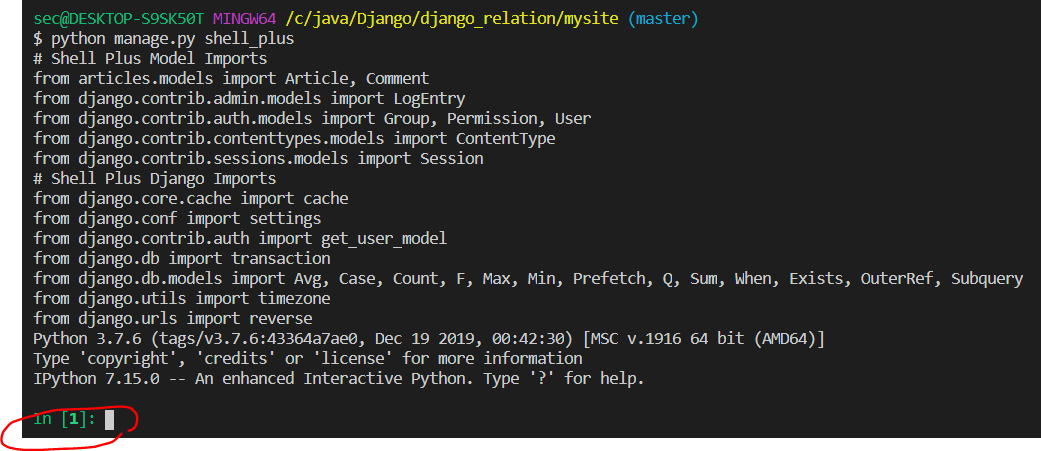 sec@DESKTOP-S9SK50T MINGW64 /c/java/Django/django_relation/mysite (master)
$ python manage.py shell_plus
# Shell Plus Model Imports
from articles.models import Article, Comment
from django.contrib.admin.models import LogEntry
from django.contrib.auth.models import Group, Permission, User
from django.contrib.contenttypes.models import ContentType
from django.contrib.sessions.models import Session
# Shell Plus Django Imports
from django.core.cache import cache
from django.conf import settings
from django.contrib.auth import get_user_model
from django.db import transaction
from django.db.models import Avg, Case, Count, F, Max, Min, Prefetch, Q, Sum, When, Exists, OuterRef, Subquery
from django.utils import timezone
from django.urls import reverse
Python 3.7.6 (tags/v3.7.6:43364a7ae0, Dec 19 2019, 00:42:30) [MSC v.1916 64 bit (AMD64)]
Type 'copyright', 'credits' or 'license' for more information
IPython 7.15.0 -- An enhanced Interactive Python. Type '?' for help.
In [1]: